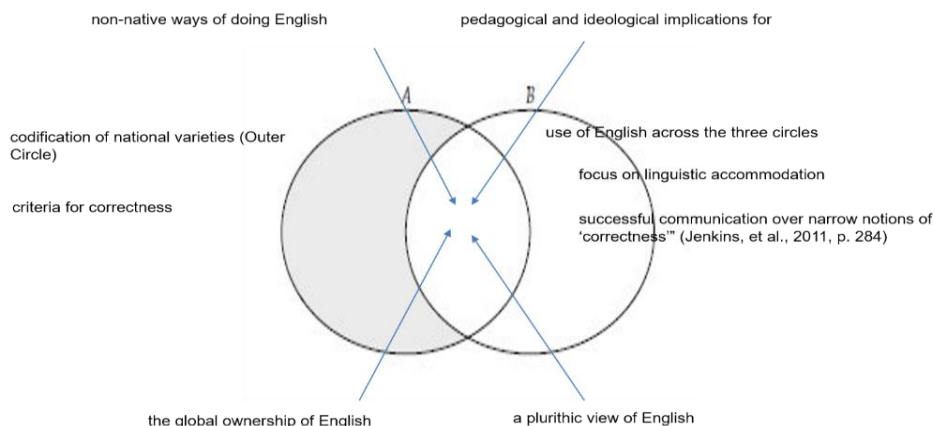 non-native ways of doing English
pedagogical and ideological implications for
A
B
codification of national varieties (Outer
Circle)
criteria for correctness
use of English across the three circles
focus on linguistic accommodation
successful communication over narrow notions of
‘correctness’” (Jenkins, et al., 2011, p. 284)
the global ownership of English
a plurithic view of English